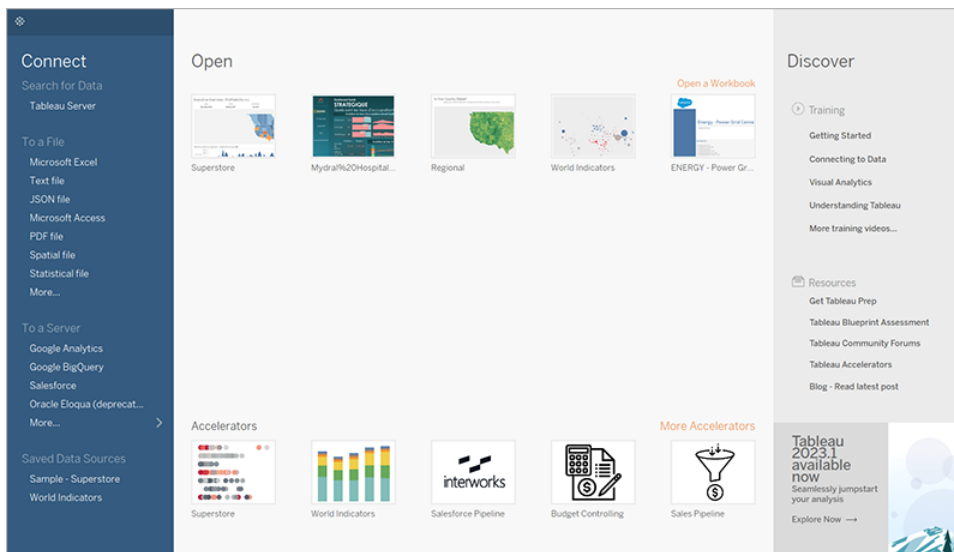 Connect
Search for Data
Tableau Server
To a File
Microsoft Excel
Text file
JSON file
Microsoft Access
PDF file
Spatial file
Statistical file
More...
To a Server
Google Analytics
Google BigQuery
Salesforce
Oracle Eloqua (deprecat...
More...
Saved Data Sources
Sample - Superstore
World Indicators
Open
Open a Workbook
STRATEGIQUE
Energy - Power Grid
Superstore
Mydral%20Hospital...
Regional
World Indicators
ENERGY - Power Gr...
Accelerators
More Accelerators
interworks
Superstore
World Indicators
Salesforce Pipeline
Budget Controlling
Sales Pipeline
Discover
Training
Getting Started
Connecting to Data
Visual Analytics
Understanding Tableau
More training videos...
Resources
Get Tableau Prep
Tableau Blueprint Assessment
Tableau Community Forums
Tableau Accelerators
Blog - Read latest post
Tableau
2023.1
available
now
Seamlessly jumpstart
your analysis
Explore Now →